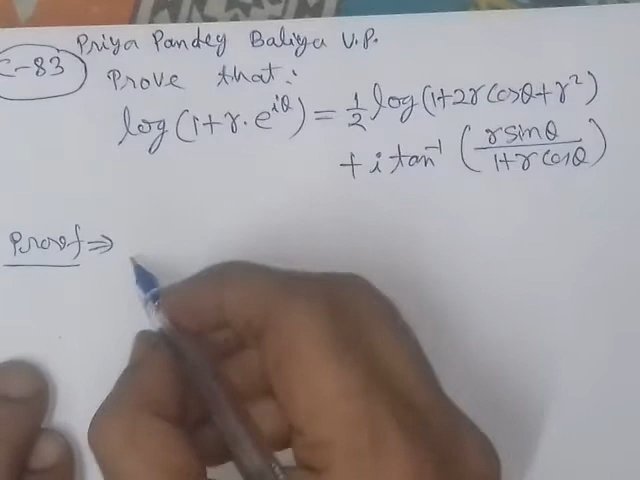 Priya Pandey Baliya U.P.
C-83
Prove that:
log(1+r.e^{iθ}) = 1/2 log(1+2r cosθ+r²)
+ i tan⁻¹ (r sinθ / 1+r cosθ)
Proof ⇒